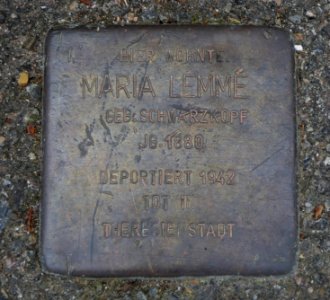 HIER WOHNTE
MARIA LEMMÉ
GEB. SCHWARZKOPF
JG. 1880
DEPORTIERT 1942
TOT IN
THERESIENSTADT